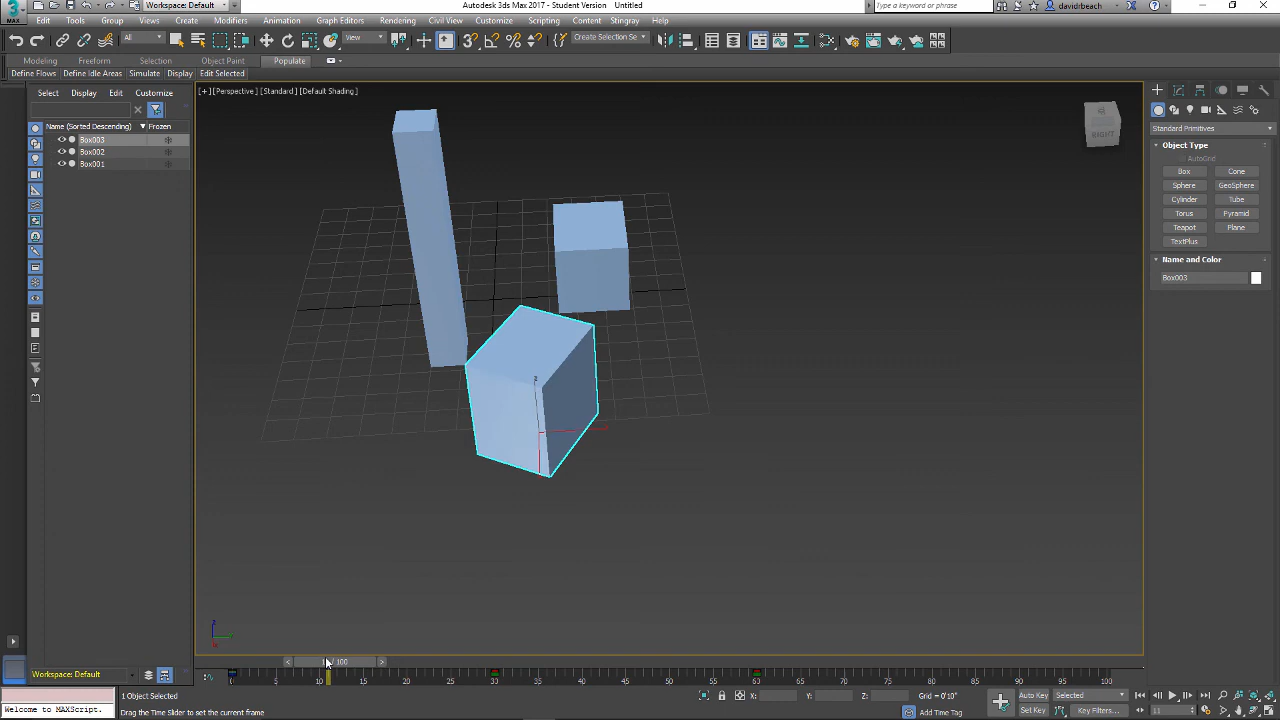 Workspace: Default
Autodesk 3ds Max 2017 - Student Version    Untitled
Type a keyword or phrase
davidrbeach
MAX
Edit Tools Group Views Create Modifiers Animation Graph Editors Rendering Civil View Customize Scripting Content Stingray Help
All
View
Create Selection Se
Modeling Freeform Selection Object Paint Populate
Define Flows Define Idle Areas Simulate Display Edit Selected
Select Display Edit Customize
[+] [Perspective] [Standard] [Default Shading]
Name (Sorted Descending) Frozen
Box003
Box002
Box001
RIGHT
Standard Primitives
Object Type
AutoGrid
Box Cone
Sphere GeoSphere
Cylinder Tube
Torus Pyramid
Teapot Plane
TextPlus
Name and Color
Box003
z
/ 100
Workspace: Default
0 5 10 15 20 25 30 35 40 45 50 55 60 65 70 75 80 85 90 95 100
1 Object Selected
X: Y: Z: Grid = 0'10"
Auto Key Selected
Welcome to MAXScript.
Drag the Time Slider to set the current frame
Add Time Tag
Set Key Key Filters...
11